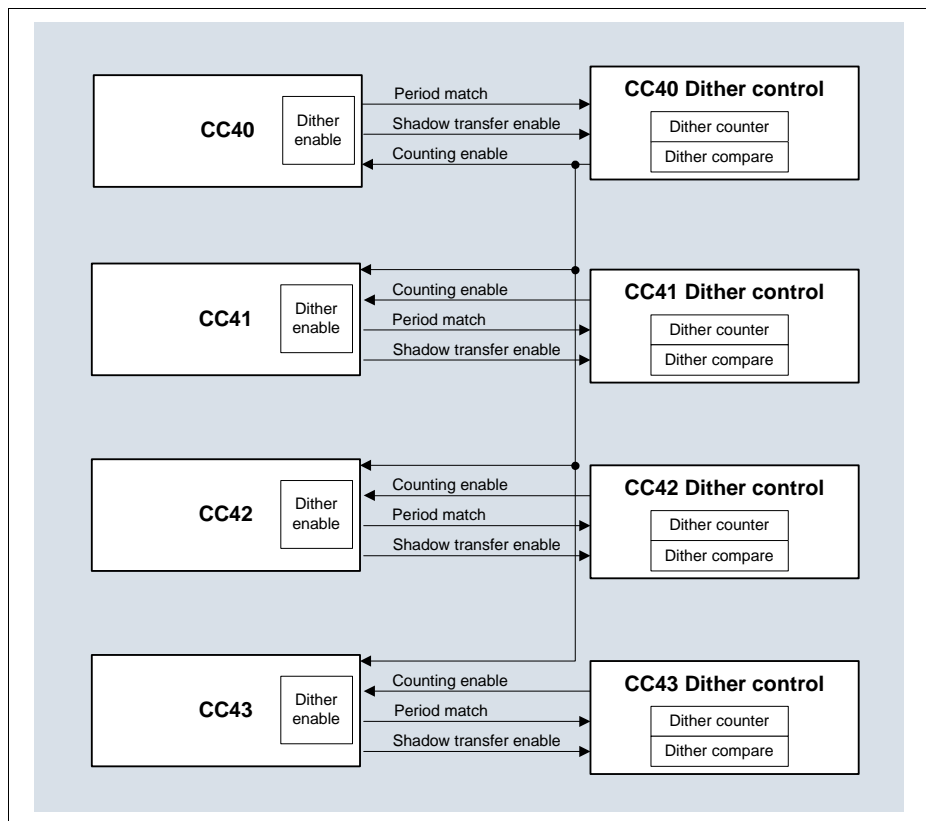 CC40
Dither
enable
Period match
Shadow transfer enable
Counting enable
CC40 Dither control
Dither counter
Dither compare
CC41
Dither
enable
Counting enable
Period match
Shadow transfer enable
CC41 Dither control
Dither counter
Dither compare
CC42
Dither
enable
Counting enable
Period match
Shadow transfer enable
CC42 Dither control
Dither counter
Dither compare
CC43
Dither
enable
Counting enable
Period match
Shadow transfer enable
CC43 Dither control
Dither counter
Dither compare